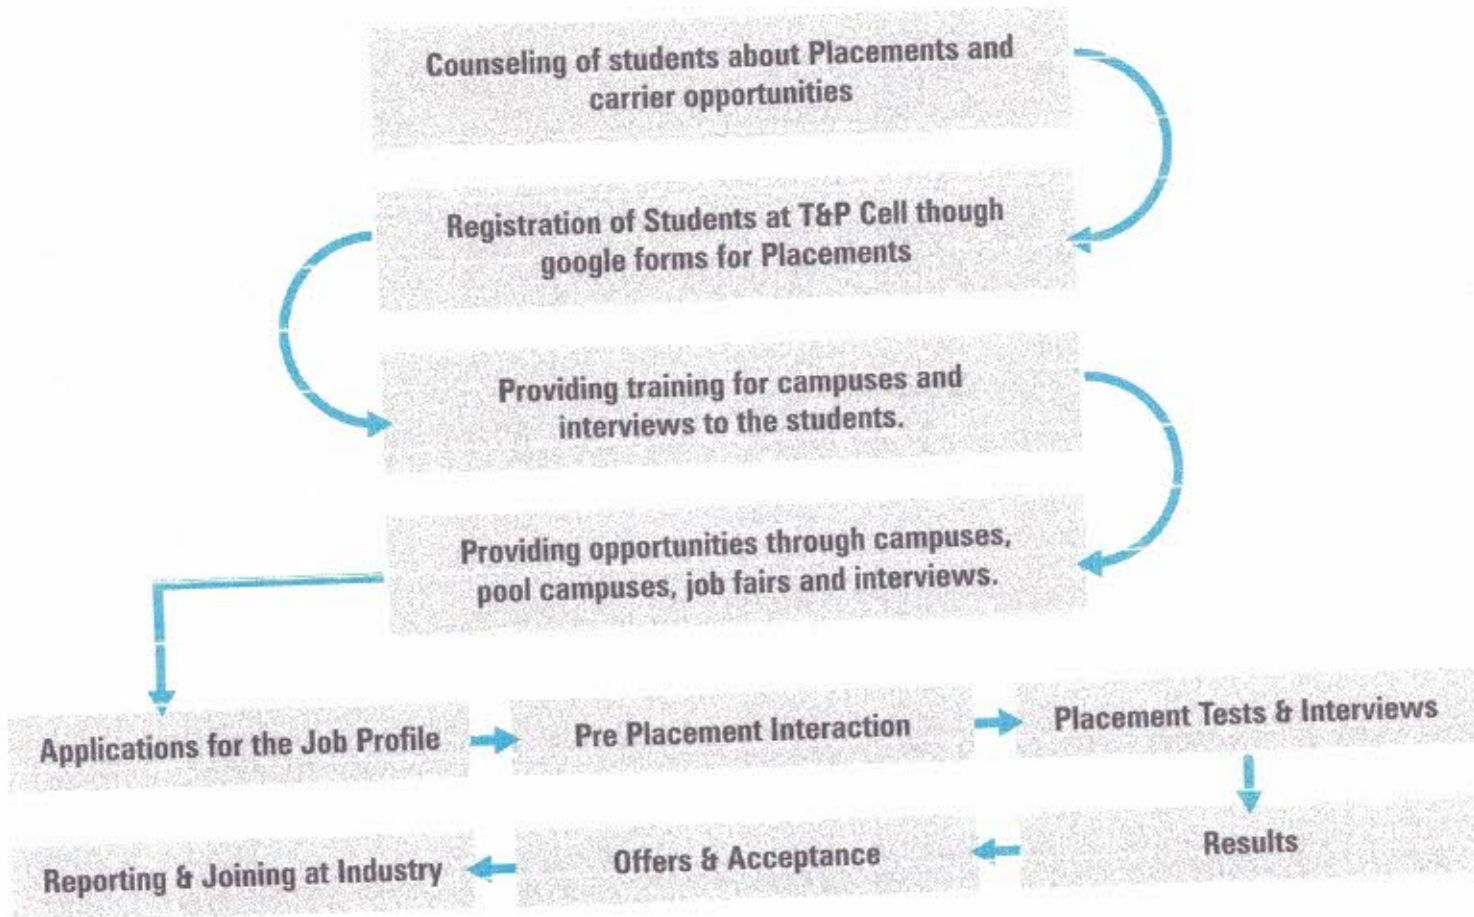 Counseling of students about Placements and
carrier opportunities
Registration of Students at T&P Cell though
google forms for Placements
Providing training for campuses and
interviews to the students.
Providing opportunities through campuses,
pool campuses, job fairs and interviews.
Applications for the Job Profile
Pre Placement Interaction
Placement Tests & Interviews
Results
Offers & Acceptance
Reporting & Joining at Industry